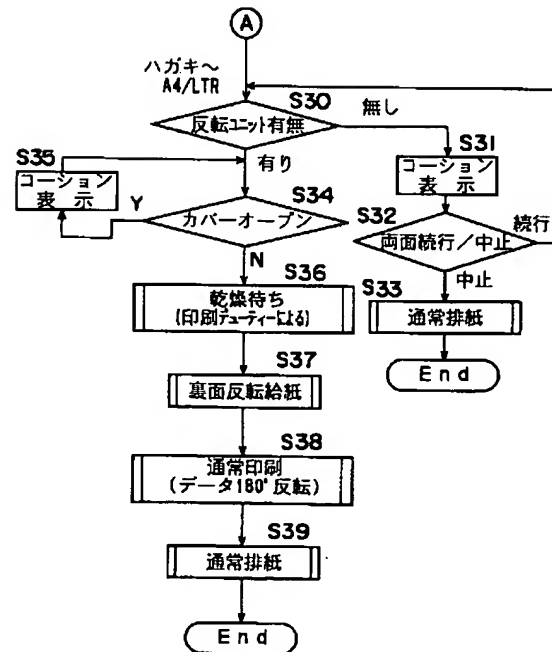 A
ハガキ～
A4/LTR
S30
反転ユニット有無
無し
有り
S31
コーション
表示
S35
コーション
表 示
Y
S34
カバーオープン
N
S32
両面続行／中止
続行
中止
S33
通常排紙
End
S36
乾燥待ち
(印刷デューティーによる)
S37
裏面反転給紙
S38
通常印刷
(データ180°反転)
S39
通常排紙
End